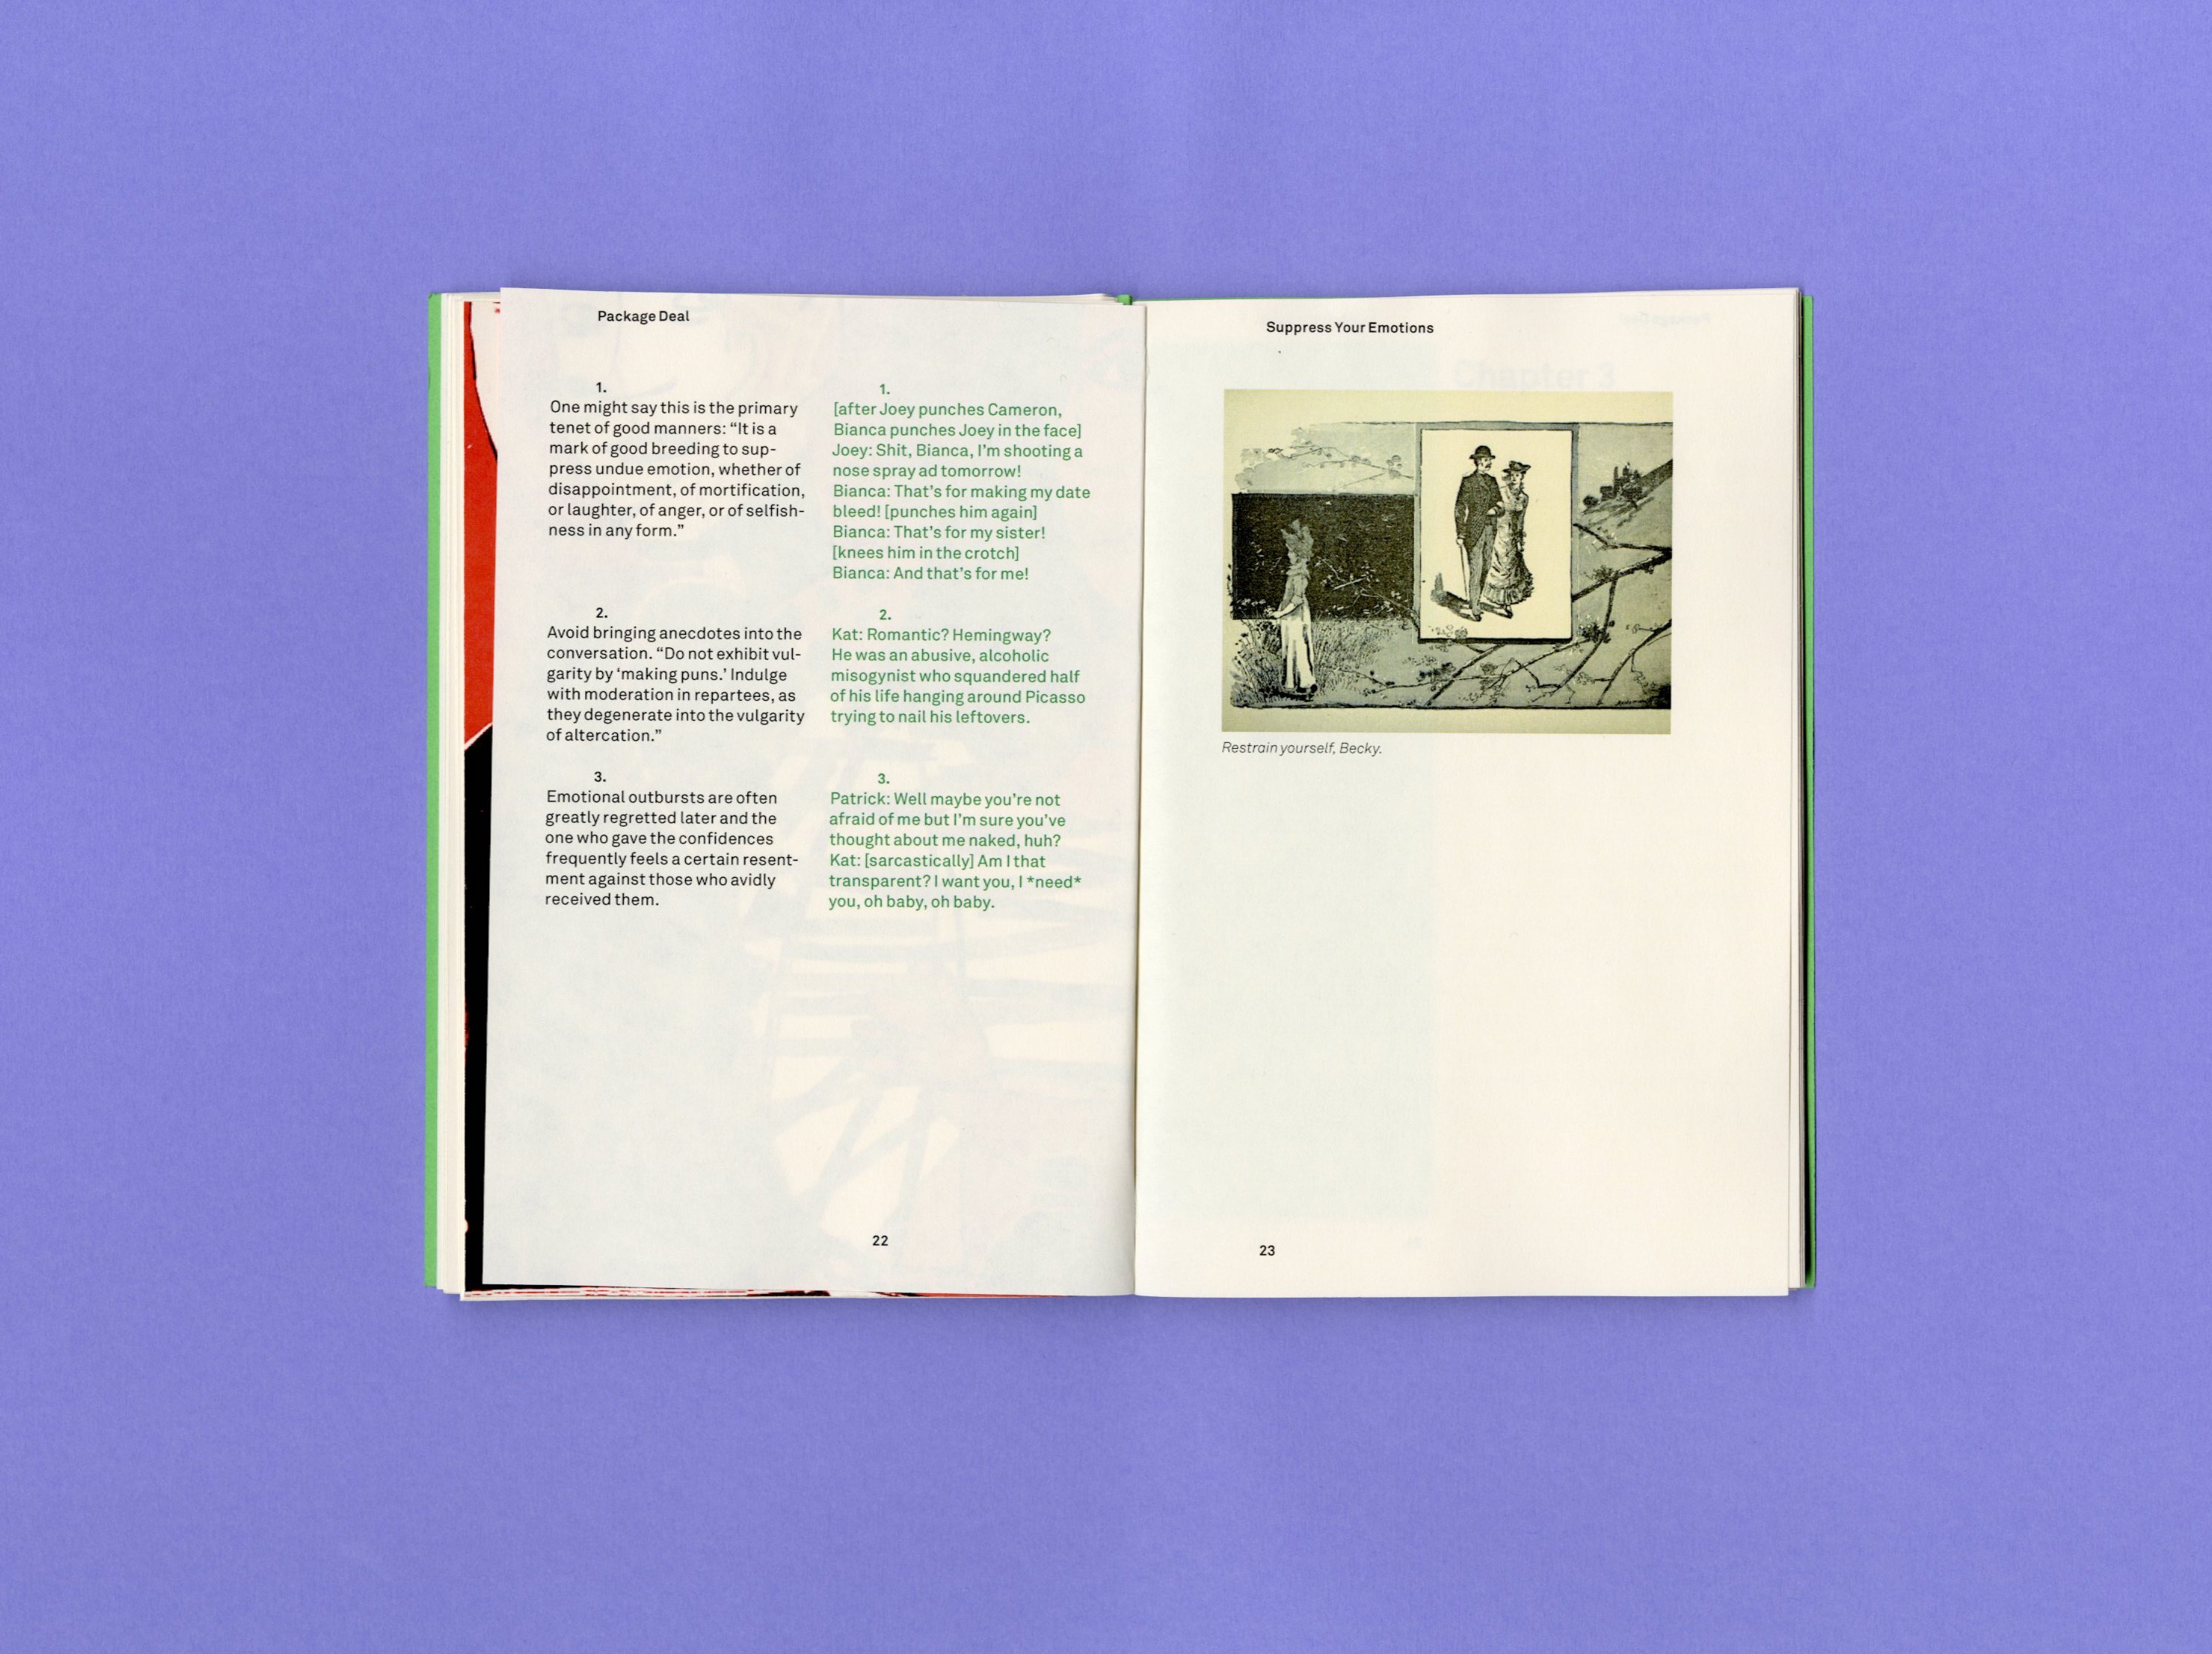 Package Deal
1.
One might say this is the primary
tenet of good manners: “It is a
mark of good breeding to sup-
press undue emotion, whether of
disappointment, of mortification,
or laughter, of anger, or of selfish-
ness in any form.”
2.
Avoid bringing anecdotes into the
conversation. “Do not exhibit vul-
garity by ‘making puns.’ Indulge
with moderation in repartees, as
they degenerate into the vulgarity
of altercation.”
3.
Emotional outbursts are often
greatly regretted later and the
one who gave the confidences
frequently feels a certain resent-
ment against those who avidly
received them.
1.
[after Joey punches Cameron,
Bianca punches Joey in the face]
Joey: Shit, Bianca, I’m shooting a
nose spray ad tomorrow!
Bianca: That’s for making my date
bleed! [punches him again]
Bianca: That’s for my sister!
[knees him in the crotch]
Bianca: And that’s for me!
2.
Kat: Romantic? Hemingway?
He was an abusive, alcoholic
misogynist who squandered half
of his life hanging around Picasso
trying to nail his leftovers.
3.
Patrick: Well maybe you’re not
afraid of me but I’m sure you’ve
thought about me naked, huh?
Kat: [sarcastically] Am I that
transparent? I want you, I *need*
you, oh baby, oh baby.
22
Suppress Your Emotions
Chapter 3
Restrain yourself, Becky.
23